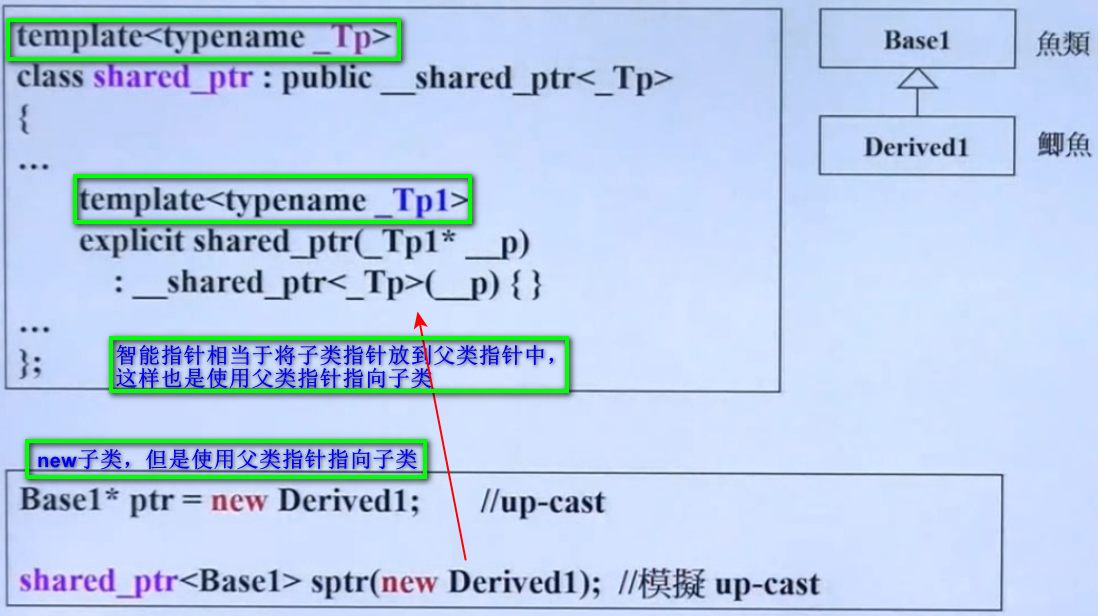 template<typename _Tp>
class shared_ptr : public __shared_ptr<_Tp>
{
...
template<typename _Tp1>
explicit shared_ptr(_Tp1* __p)
: __shared_ptr<_Tp>(__p) { }
...
};
智能指针相当于将子类指针放到父类指针中，
这样也是使用父类指针指向子类
Base1
魚類
Derived1
鯽魚
new子类，但是使用父类指针指向子类
Base1* ptr = new Derived1; //up-cast
shared_ptr<Base1> sptr(new Derived1); //模擬 up-cast